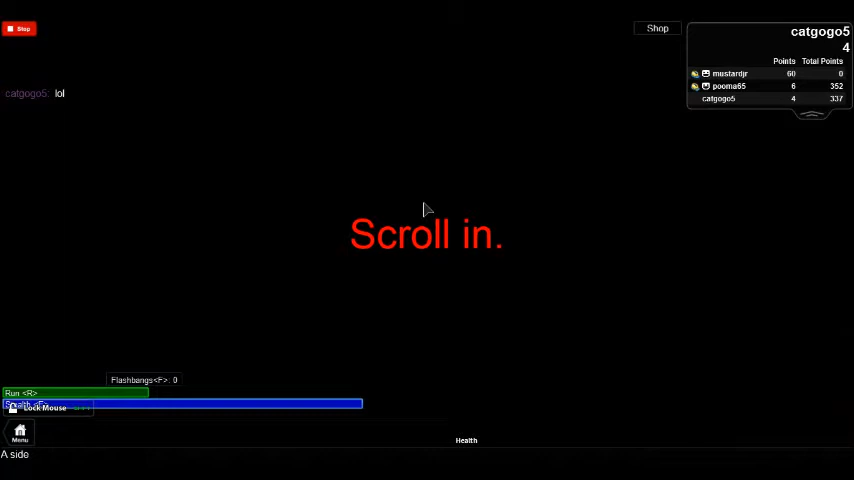 Stop
Shop
catgogo5
4
Points Total Points
mustardjr 60 0
pooma65 6 352
catgogo5 4 337
catgogo5: lol
Scroll in.
Flashbangs<F>: 0
Run <R>
Lock Mouse
Menu
Health
A side